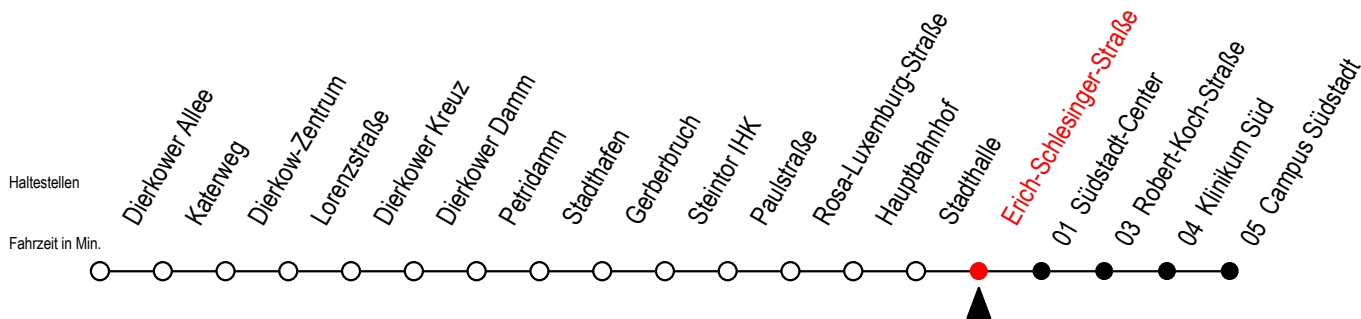 Haltestellen
Dierkower Allee
Katerweg
Dierkow-Zentrum
Lorenzstraße
Dierkower Kreuz
Dierkower Damm
Petridamm
Stadthafen
Gerberbruch
Steintor IHK
Paulstraße
Rosa-Luxemburg-Straße
Hauptbahnhof
Stadthalle
Erich-Schlesinger-Straße
01 Südstadt-Center
03 Robert-Koch-Straße
04 Klinikum Süd
05 Campus Südstadt
Fahrzeit in Min.